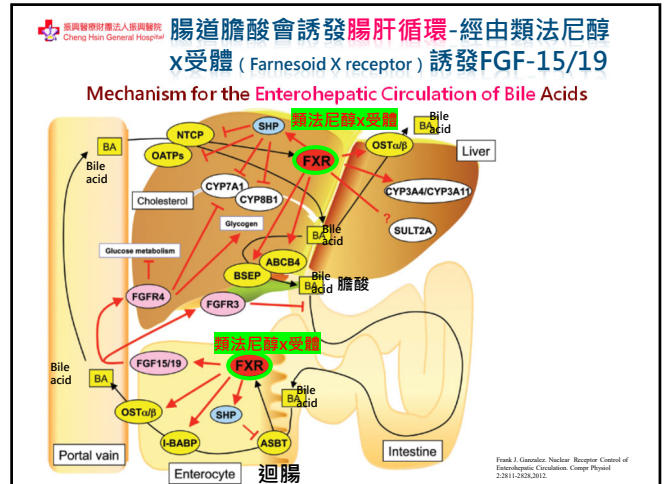 振興醫療財團法人振興醫院
Cheng Hsin General Hospital
腸道膽酸會誘發腸肝循環-經由類法尼醇
x受體 ( Farnesoid X receptor ) 誘發FGF-15/19
Mechanism for the Enterohepatic Circulation of Bile Acids
類法尼醇x受體
BA
Bile
acid
NTCP
OATPs
SHP
FXR
OSTα/β
BA
Bile
acid
Liver
CYP7A1
CYP8B1
Cholesterol
Glycogen
CYP3A4/CYP3A11
?
SULT2A
BA
Bile
acid
Glucose metabolism
ABCB4
BSEP
BA
Bile
acid
膽酸
FGFR4
FGFR3
類法尼醇x受體
FXR
FGF15/19
Bile
acid
BA
OSTα/β
SHP
BA
Bile
acid
I-BABP
ASBT
Portal vain
Enterocyte
迴腸
Intestine
Frank J. Ganzalez. Nuclear Receptor Control of
Enterohepatic Circulation. Compr Physiol
2:2811-2828,2012.